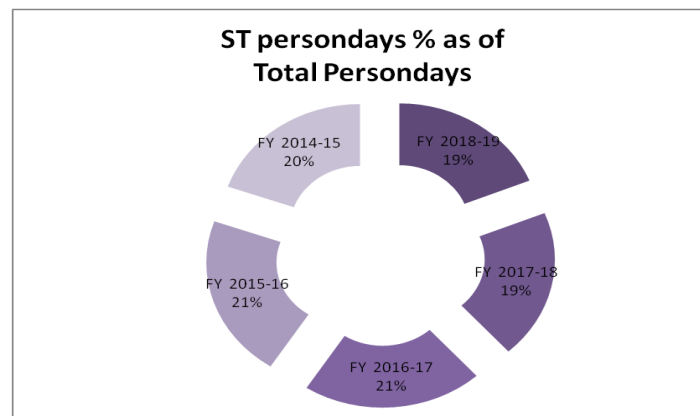 ST persondays % as of
Total Persondays
FY 2018-19
19%
FY 2017-18
19%
FY 2016-17
21%
FY 2015-16
21%
FY 2014-15
20%